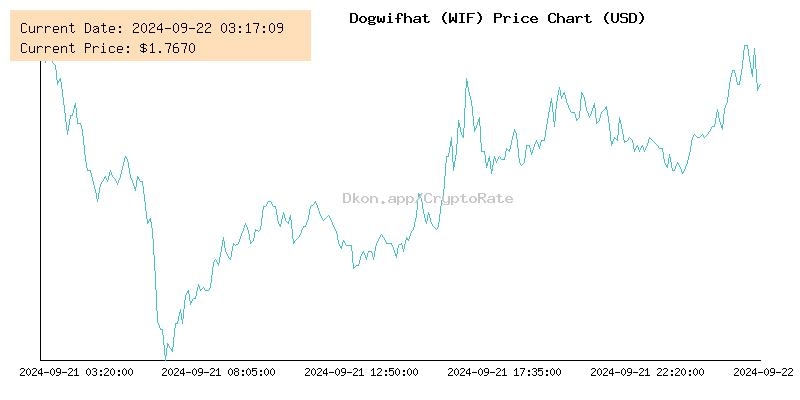 Dogwifhat (WIF) Price Chart (USD)
Current Date: 2024-09-22 03:17:09
Current Price: $1.7670
Dkon.app/CryptoRate
2024-09-21 03:20:00 2024-09-21 08:05:00 2024-09-21 12:50:00 2024-09-21 17:35:00 2024-09-21 22:20:00 2024-09-22